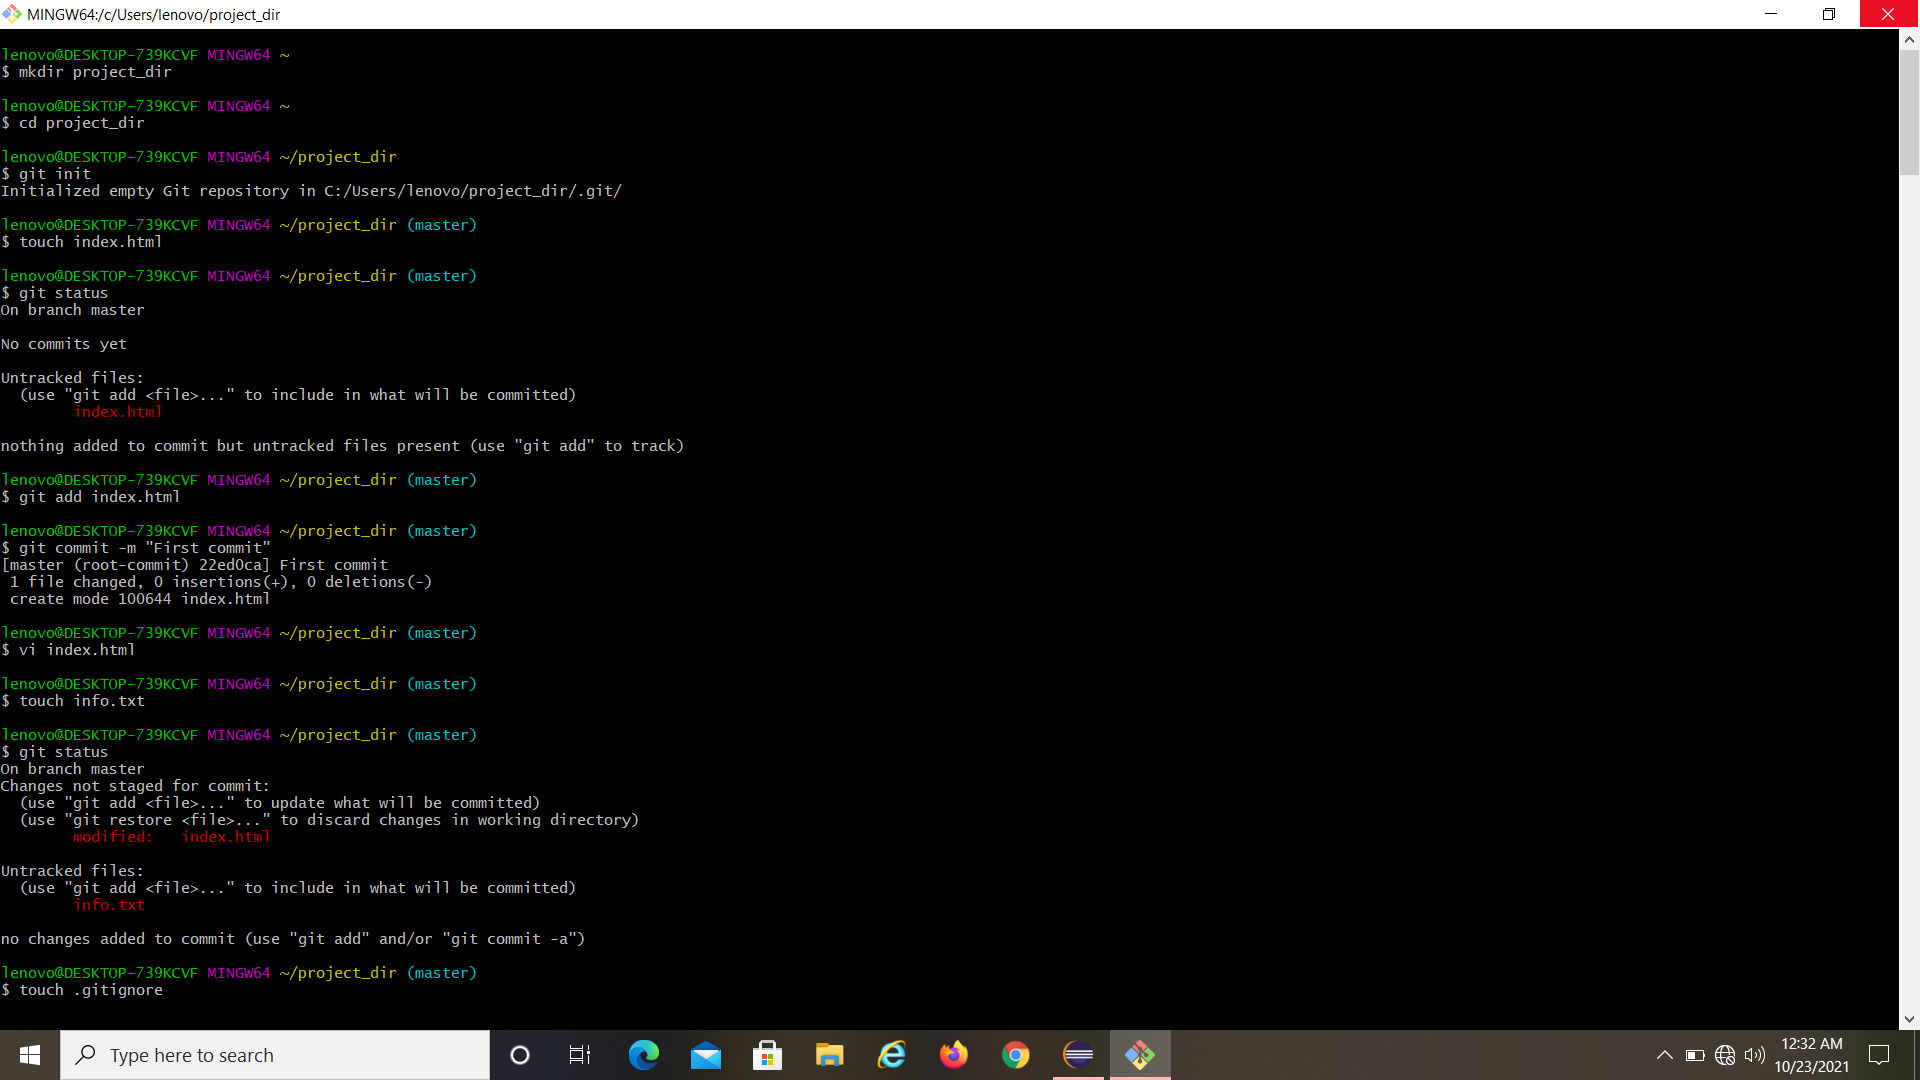 MINGW64:/c/Users/lenovo/project_dir
lenovo@DESKTOP-739KCVF MINGW64 ~
$ mkdir project_dir
lenovo@DESKTOP-739KCVF MINGW64 ~
$ cd project_dir
lenovo@DESKTOP-739KCVF MINGW64 ~/project_dir
$ git init
Initialized empty Git repository in C:/Users/lenovo/project_dir/.git/
lenovo@DESKTOP-739KCVF MINGW64 ~/project_dir (master)
$ touch index.html
lenovo@DESKTOP-739KCVF MINGW64 ~/project_dir (master)
$ git status
On branch master
No commits yet
Untracked files:
  (use "git add <file>..." to include in what will be committed)
        index.html
nothing added to commit but untracked files present (use "git add" to track)
lenovo@DESKTOP-739KCVF MINGW64 ~/project_dir (master)
$ git add index.html
lenovo@DESKTOP-739KCVF MINGW64 ~/project_dir (master)
$ git commit -m "First commit"
[master (root-commit) 22ed0ca] First commit
 1 file changed, 0 insertions(+), 0 deletions(-)
 create mode 100644 index.html
lenovo@DESKTOP-739KCVF MINGW64 ~/project_dir (master)
$ vi index.html
lenovo@DESKTOP-739KCVF MINGW64 ~/project_dir (master)
$ touch info.txt
lenovo@DESKTOP-739KCVF MINGW64 ~/project_dir (master)
$ git status
On branch master
Changes not staged for commit:
  (use "git add <file>..." to update what will be committed)
  (use "git restore <file>..." to discard changes in working directory)
        modified:   index.html
Untracked files:
  (use "git add <file>..." to include in what will be committed)
        info.txt
no changes added to commit (use "git add" and/or "git commit -a")
lenovo@DESKTOP-739KCVF MINGW64 ~/project_dir (master)
$ touch .gitignore
Type here to search
12:32 AM
10/23/2021